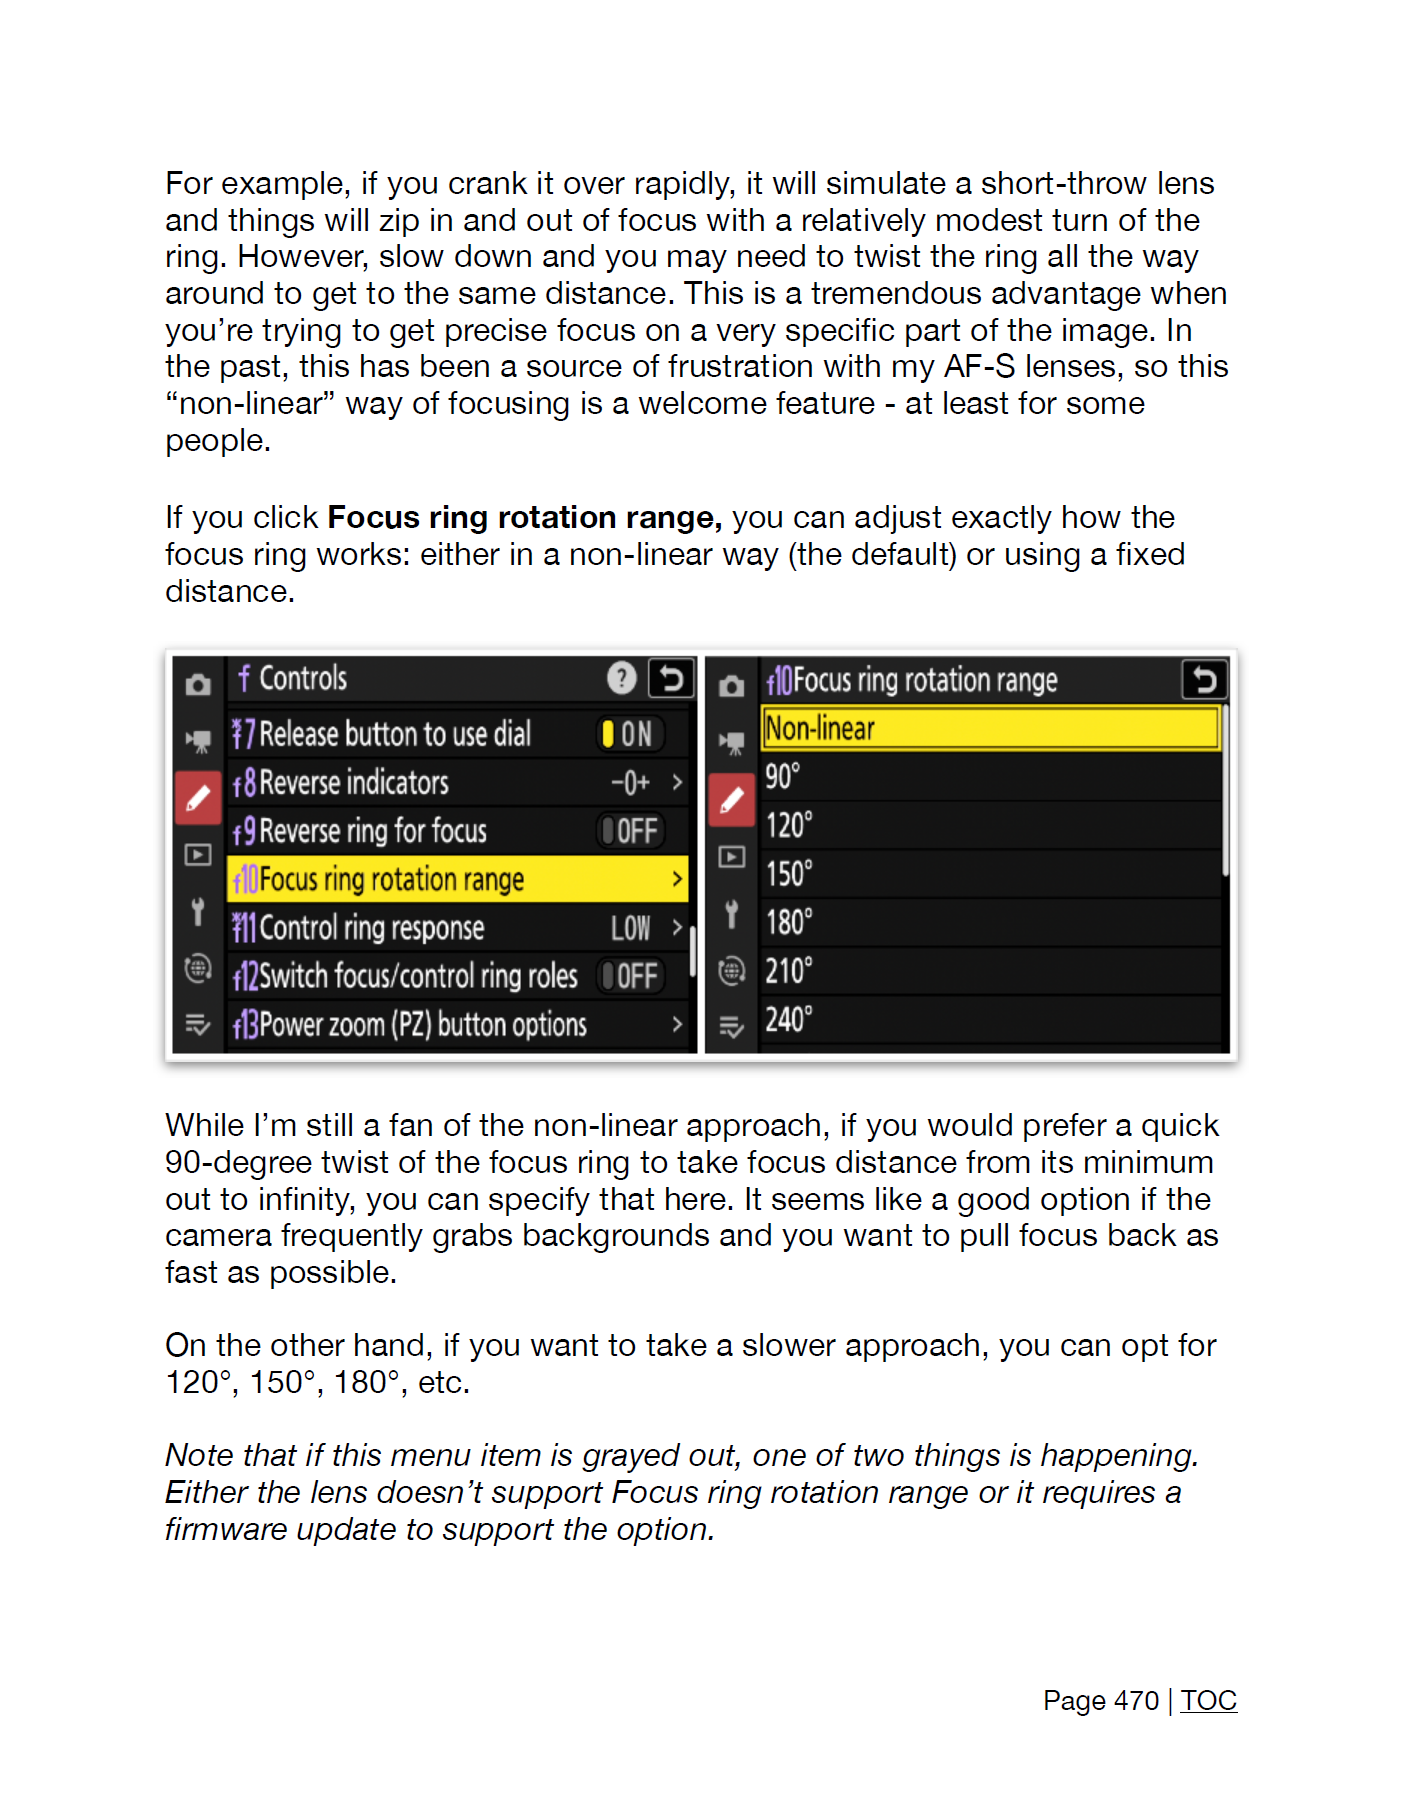 For example, if you crank it over rapidly, it will simulate a short-throw lens
and things will zip in and out of focus with a relatively modest turn of the
ring. However, slow down and you may need to twist the ring all the way
around to get to the same distance. This is a tremendous advantage when
you’re trying to get precise focus on a very specific part of the image. In
the past, this has been a source of frustration with my AF-S lenses, so this
“non-linear” way of focusing is a welcome feature - at least for some
people.
If you click Focus ring rotation range, you can adjust exactly how the
focus ring works: either in a non-linear way (the default) or using a fixed
distance.
f Controls ?
*f7 Release button to use dial ON
f8 Reverse indicators -0+ >
f9 Reverse ring for focus OFF
f10 Focus ring rotation range >
*f11 Control ring response LOW >
f12 Switch focus/control ring roles OFF
f13 Power zoom (PZ) button options >
f10 Focus ring rotation range
Non-linear
90°
120°
150°
180°
210°
240°
While I’m still a fan of the non-linear approach, if you would prefer a quick
90-degree twist of the focus ring to take focus distance from its minimum
out to infinity, you can specify that here. It seems like a good option if the
camera frequently grabs backgrounds and you want to pull focus back as
fast as possible.
On the other hand, if you want to take a slower approach, you can opt for
120°, 150°, 180°, etc.
Note that if this menu item is grayed out, one of two things is happening.
Either the lens doesn’t support Focus ring rotation range or it requires a
firmware update to support the option.
Page 470 | TOC